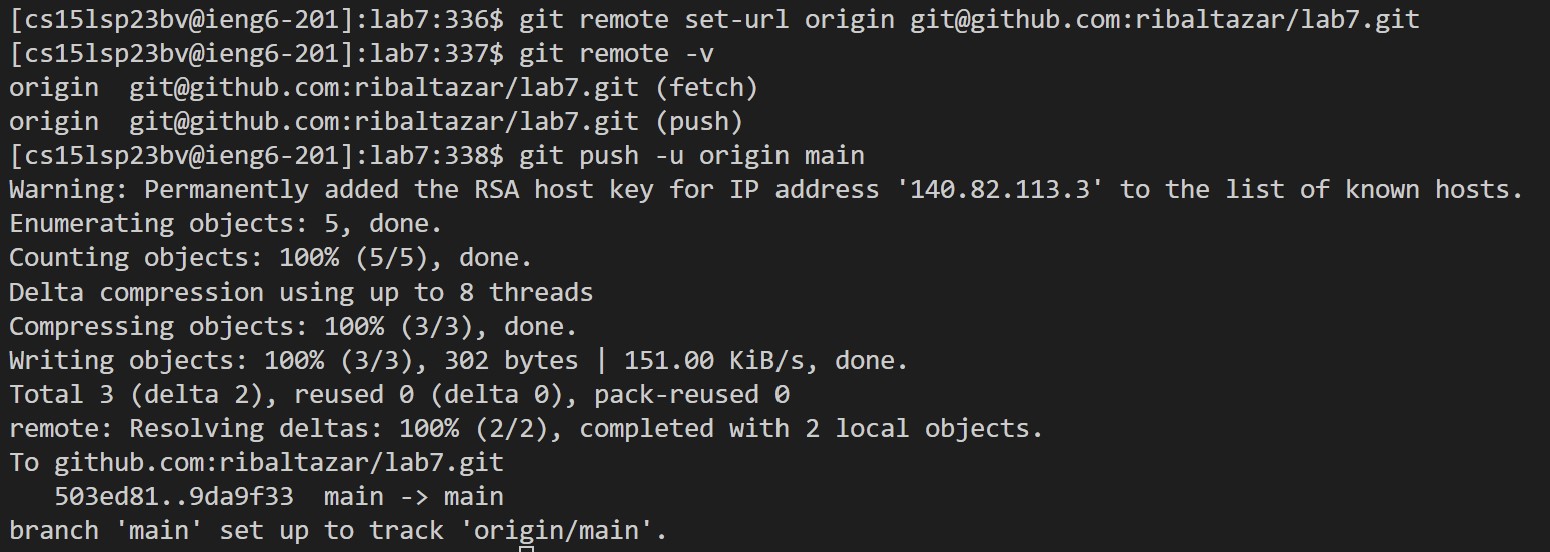 [cs15lsp23bv@ieng6-201]:lab7:336$ git remote set-url origin git@github.com:ribaltazar/lab7.git
[cs15lsp23bv@ieng6-201]:lab7:337$ git remote -v
origin  git@github.com:ribaltazar/lab7.git (fetch)
origin  git@github.com:ribaltazar/lab7.git (push)
[cs15lsp23bv@ieng6-201]:lab7:338$ git push -u origin main
Warning: Permanently added the RSA host key for IP address '140.82.113.3' to the list of known hosts.
Enumerating objects: 5, done.
Counting objects: 100% (5/5), done.
Delta compression using up to 8 threads
Compressing objects: 100% (3/3), done.
Writing objects: 100% (3/3), 302 bytes | 151.00 KiB/s, done.
Total 3 (delta 2), reused 0 (delta 0), pack-reused 0
remote: Resolving deltas: 100% (2/2), completed with 2 local objects.
To github.com:ribaltazar/lab7.git
   503ed81..9da9f33  main -> main
branch 'main' set up to track 'origin/main'.